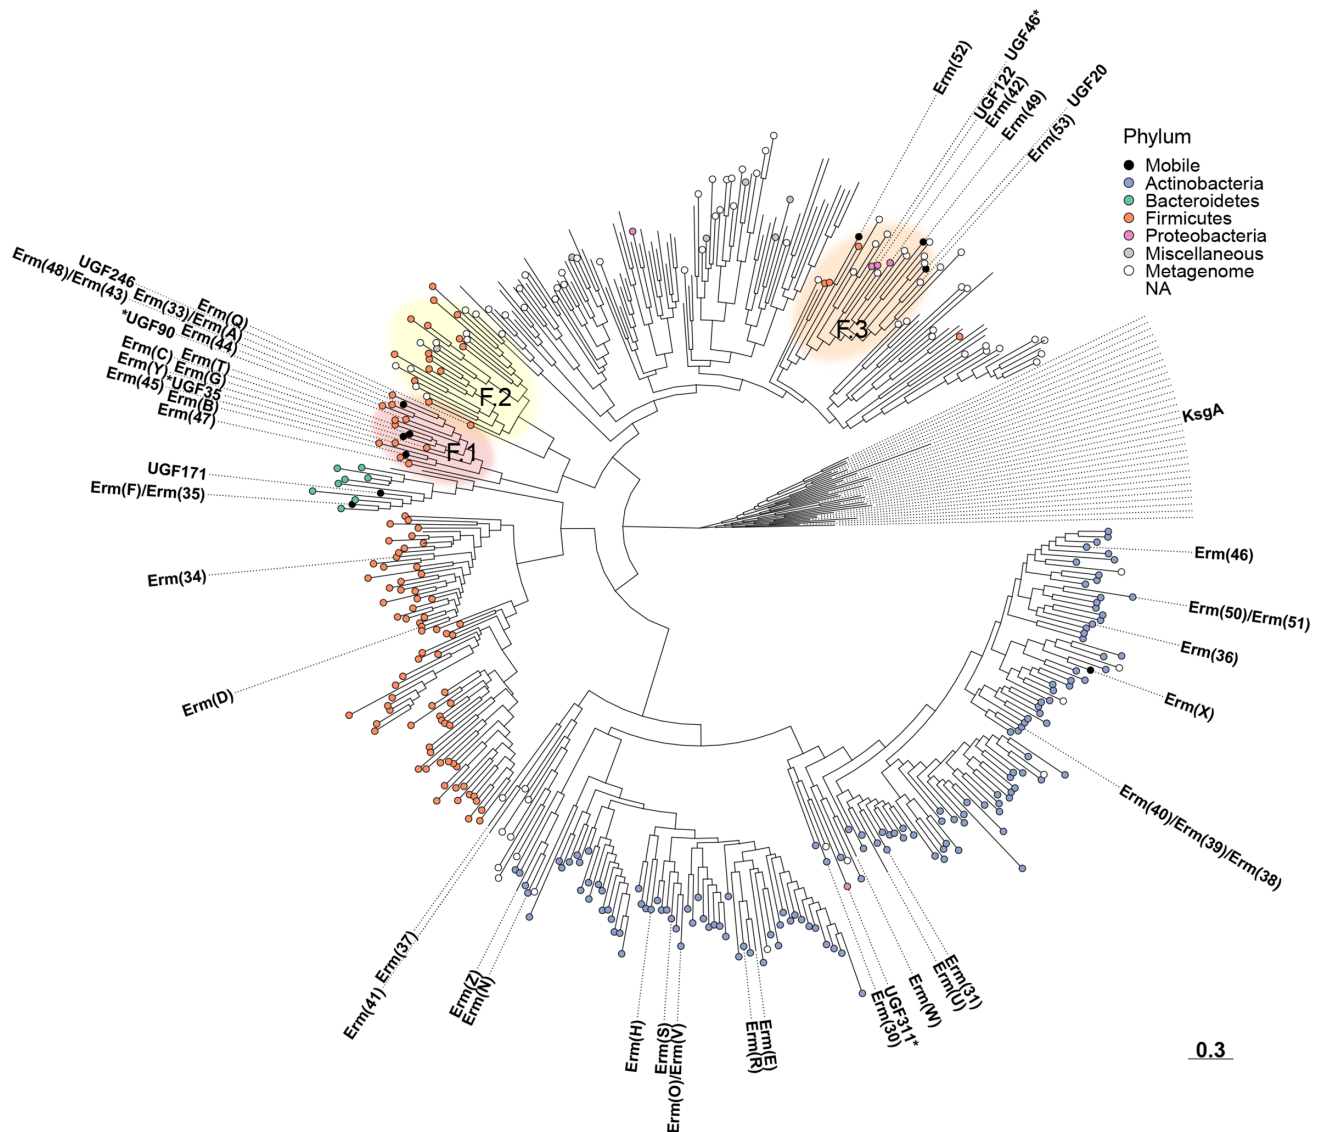 UGF46*
Erm(52)
UGF122
Erm(42)
UGF20
Erm(49)
Erm(53)
Phylum
Mobile
Actinobacteria
Bacteroidetes
Firmicutes
Proteobacteria
Miscellaneous
Metagenome
NA
UGF246
Erm(Q)
Erm(48)/Erm(43)
Erm(33)/Erm(A)
*UGF90
Erm(44)
Erm(C)
Erm(T)
Erm(Y)
Erm(G)
Erm(45)
*UGF35
Erm(B)
Erm(47)
UGF171
Erm(F)/Erm(35)
Erm(34)
Erm(D)
F.1
F.2
F.3
KsgA
Erm(46)
Erm(50)/Erm(51)
Erm(36)
Erm(X)
Erm(40)/Erm(39)/Erm(38)
Erm(41)
Erm(37)
Erm(Z)
Erm(N)
Erm(H)
Erm(S)
Erm(O)/Erm(V)
Erm(R)
Erm(E)
Erm(30)
UGF311*
Erm(W)
Erm(U)
Erm(31)
0.3